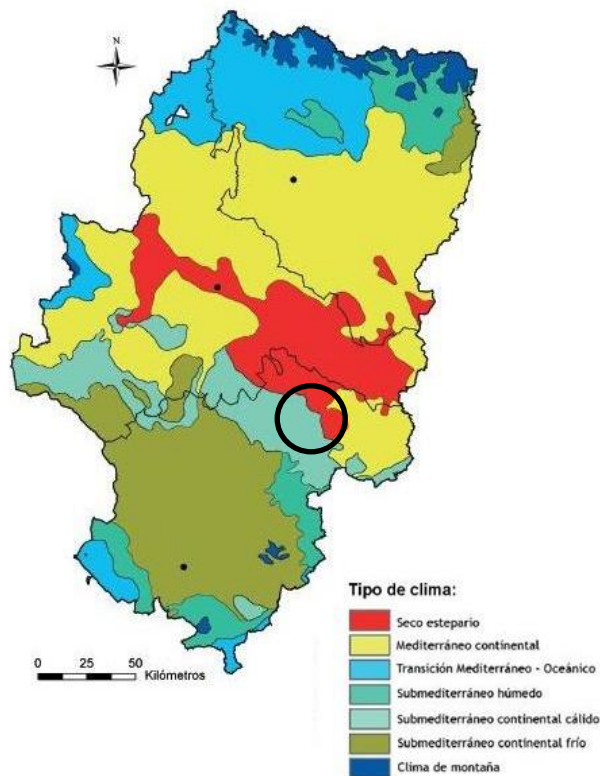 N
Tipo de clima:
Seco estepario
Mediterráneo continental
Transición Mediterráneo - Oceánico
Submediterráneo húmedo
Submediterráneo continental cálido
Submediterráneo continental frío
Clima de montaña
0 25 50
Kilómetros